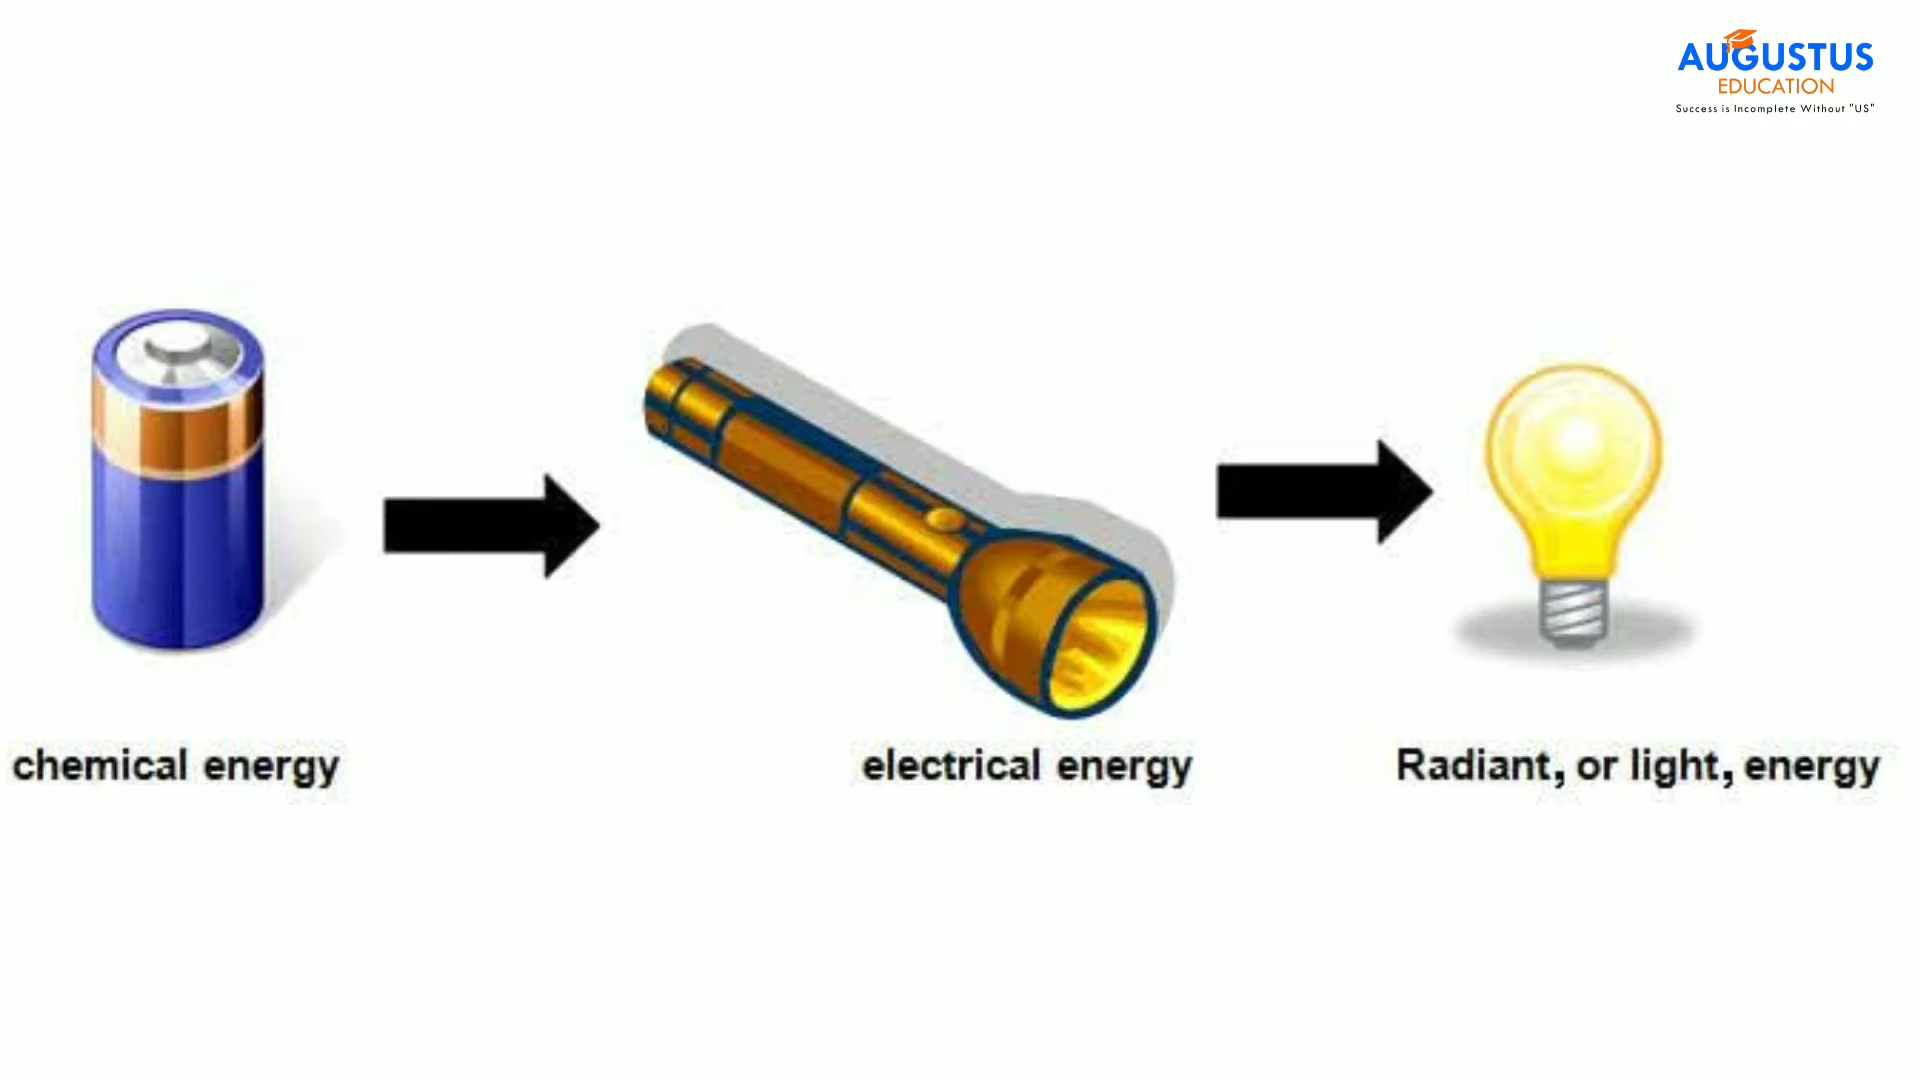 AUGUSTUS
EDUCATION
Success is Incomplete Without "US"
chemical energy
electrical energy
Radiant, or light, energy